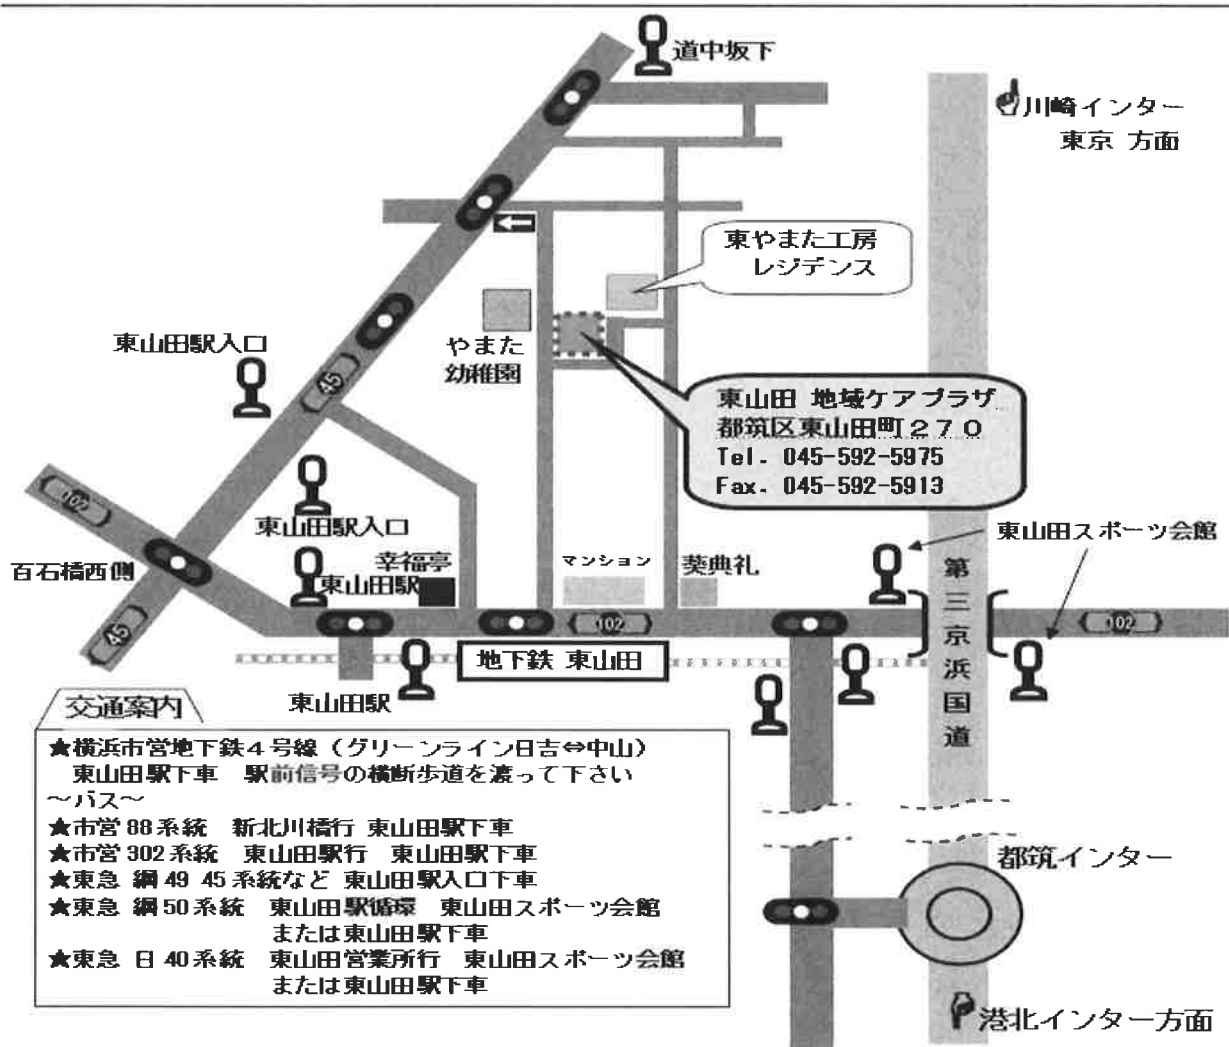 道中坂下
川崎インター
東京 方面
東やまた工房
レジデンス
東山田駅入口
やまた
幼稚園
45
東山田 地域ケアプラザ
都筑区東山田町270
Tel. 045-592-5975
Fax. 045-592-5913
102
東山田駅入口
東山田スポーツ会館
百石橋西側
幸福亭
東山田駅
マンション
葵典礼
第三京浜国道
45
102
102
地下鉄 東山田
東山田駅
交通案内
★横浜市営地下鉄4号線（グリーンライン日吉⇔中山）
東山田駅下車 駅前信号の横断歩道を渡って下さい
～バス～
★市営88系統 新北川橋行 東山田駅下車
★市営302系統 東山田駅行 東山田駅下車
★東急 綱49 45系統など 東山田駅入口下車
★東急 綱50系統 東山田駅循環 東山田スポーツ会館
または東山田駅下車
★東急 日40系統 東山田営業所行 東山田スポーツ会館
または東山田駅下車
都筑インター
港北インター方面